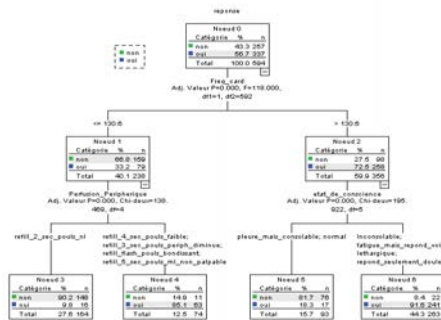 reponse
Noeud 0
Catégorie % n
non 43.3 257
oui 56.7 337
Total 100.0 594
non
oui
Freq_card
Adj. Valeur P=0.000, F=118.000,
df1=1, df2=592
<= 130.6
> 130.6
Noeud 1
Catégorie % n
non 66.8 159
oui 33.2 79
Total 40.1 238
Noeud 2
Catégorie % n
non 27.5 98
oui 72.5 258
Total 59.9 356
Perfusion_Peripherique
Adj. Valeur P=0.000, Chi-deux=138.
469, df=4
etat_de_conscience
Adj. Valeur P=0.000, Chi-deux=195.
922, df=5
refill_2_sec_pouls_nl
refill_4_sec_pouls_faible;
refill_3_sec_pouls_periph_diminue;
refill_flash_pouls_bondissant;
refill_5_sec_pouls_ml_non_palpable
pleure_mais_consolable; normal
Inconsolable;
fatigue_mais_repond_voi
lethargique;
repond_seulement_doule
Noeud 3
Catégorie % n
non 90.2 148
oui 9.8 16
Total 27.6 164
Noeud 4
Catégorie % n
non 14.9 11
oui 85.1 63
Total 12.5 74
Noeud 5
Catégorie % n
non 81.7 76
oui 18.3 17
Total 15.7 93
Noeud 6
Catégorie % n
non 8.4 22
oui 91.6 241
Total 44.3 263